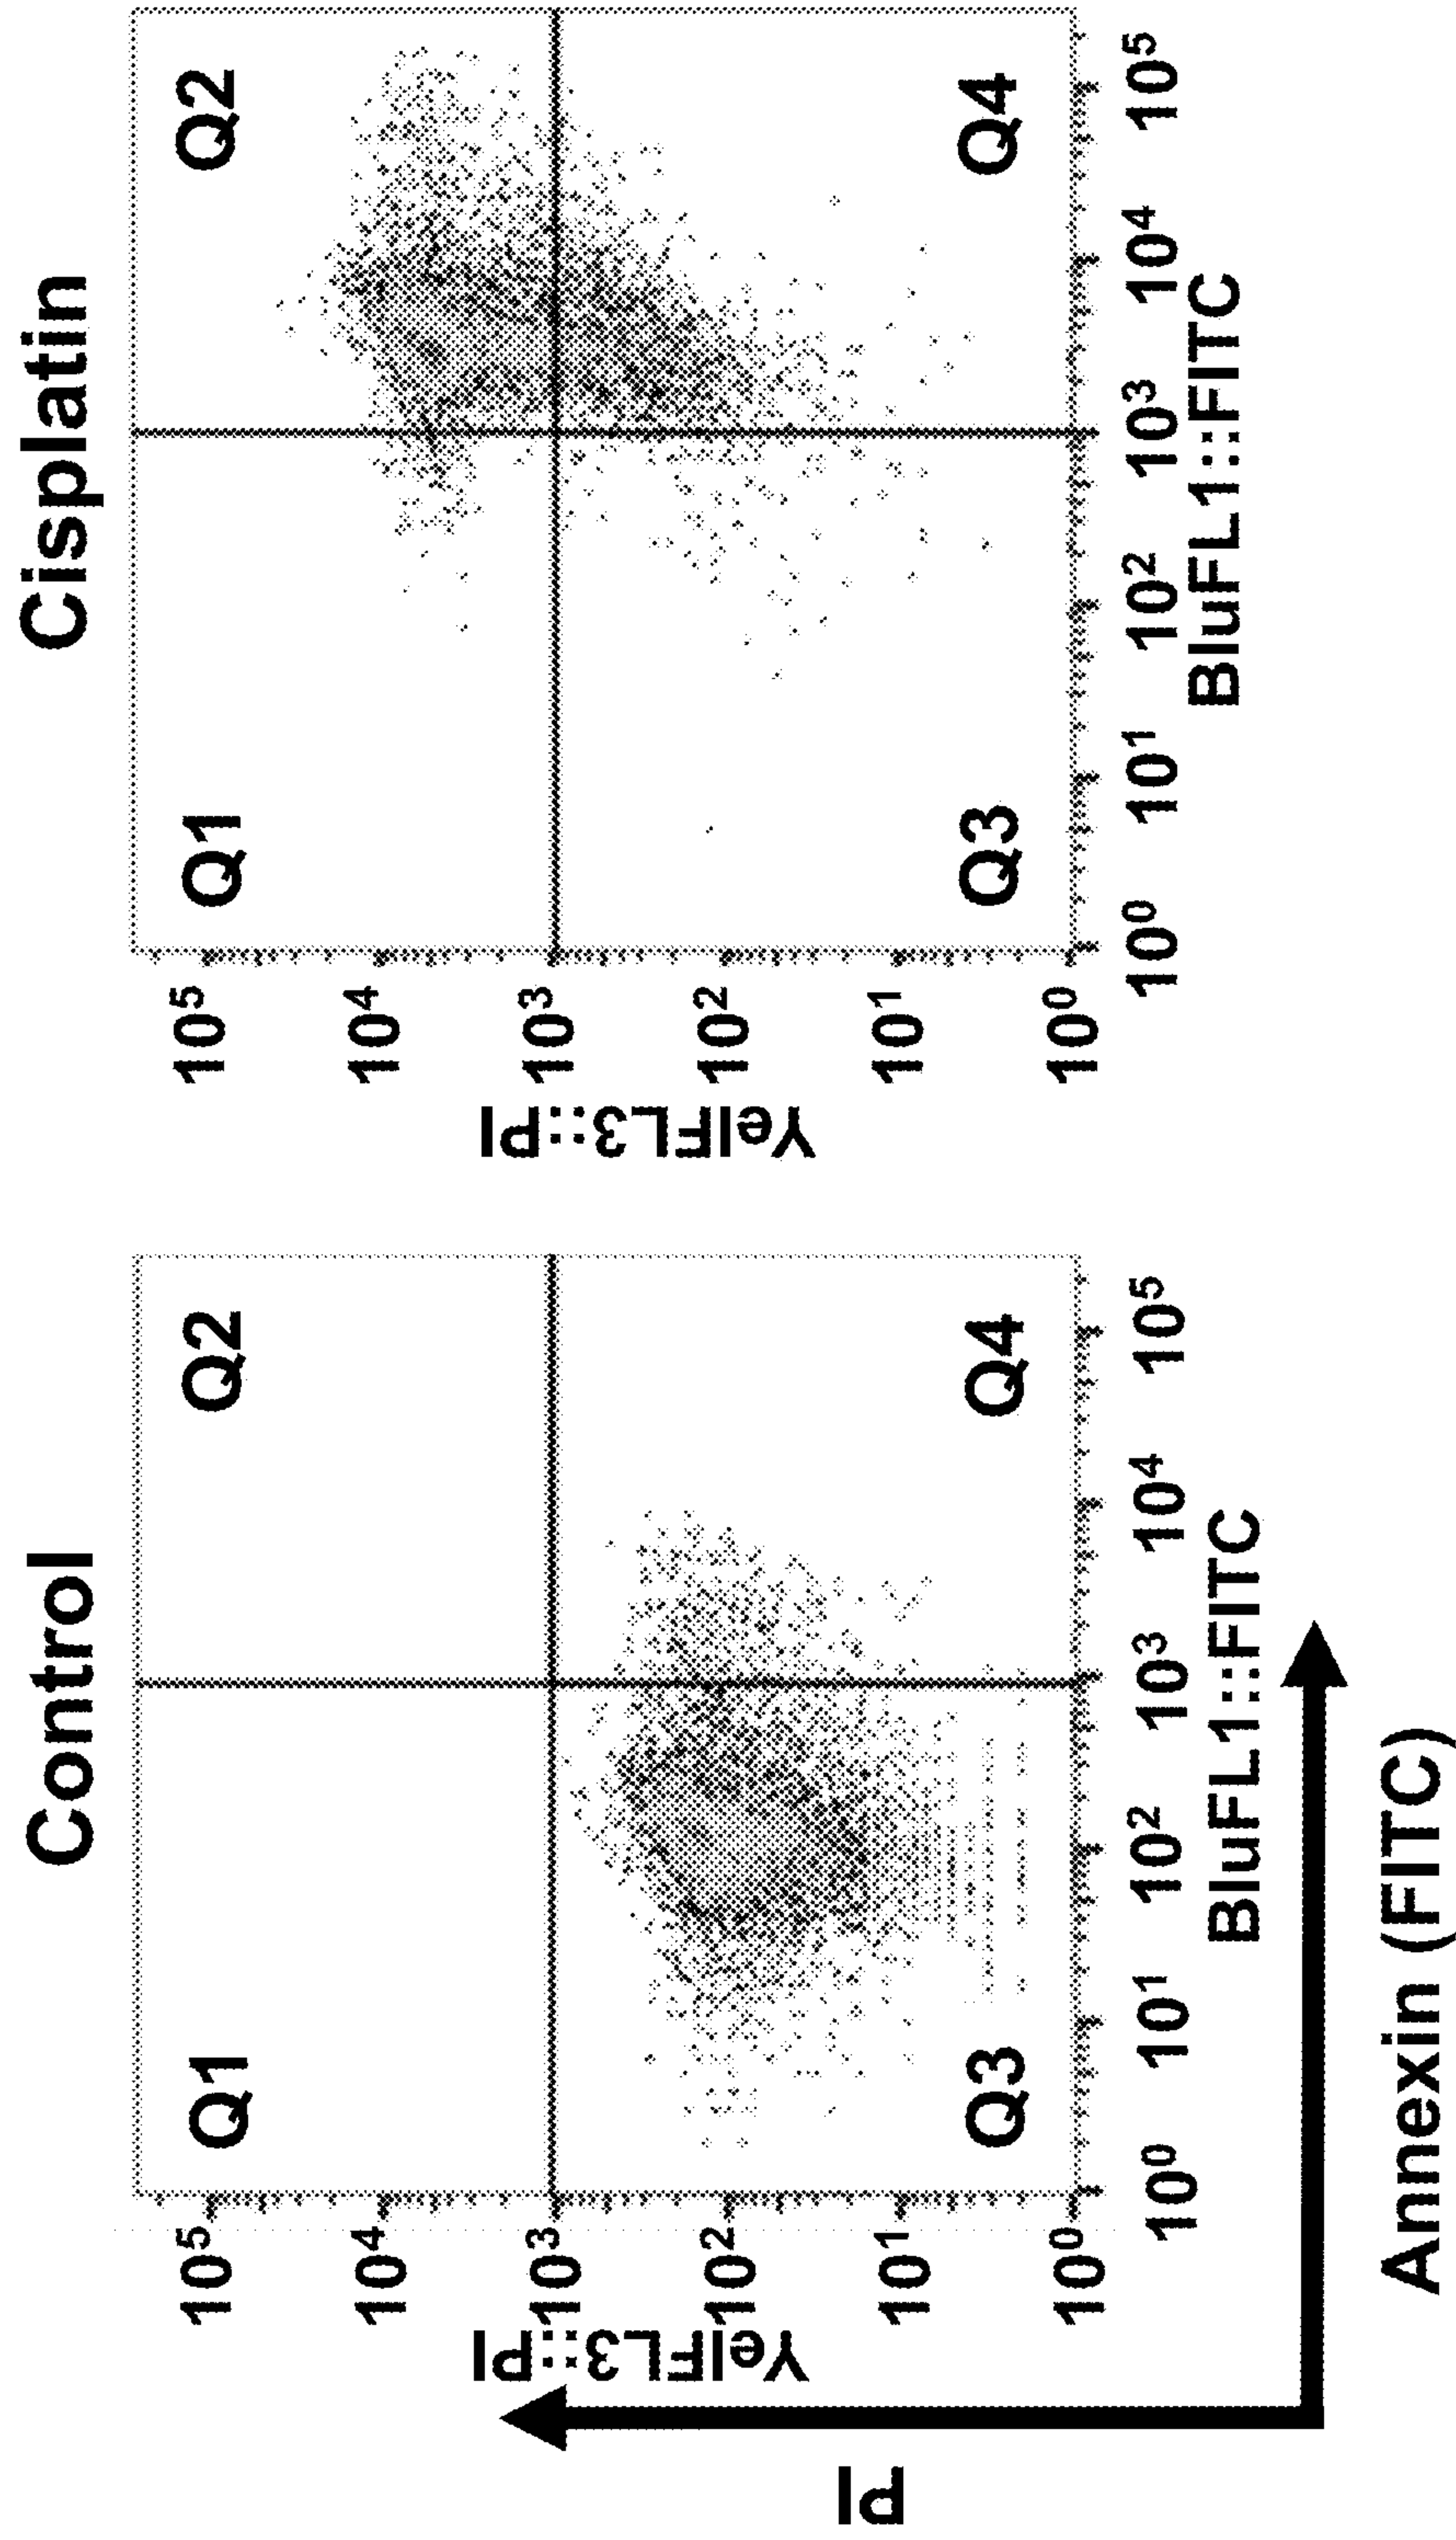 Control
Q1 Q2
Q3 Q4
10⁵
10⁴
10³
10²
10¹
10⁰
YelFL3::PI
10⁰ 10¹ 10² 10³ 10⁴ 10⁵
BluFL1::FITC
Cisplatin
Q1 Q2
Q3 Q4
10⁵
10⁴
10³
10²
10¹
10⁰
YelFL3::PI
10⁰ 10¹ 10² 10³ 10⁴ 10⁵
BluFL1::FITC
PI
Annexin (FITC)